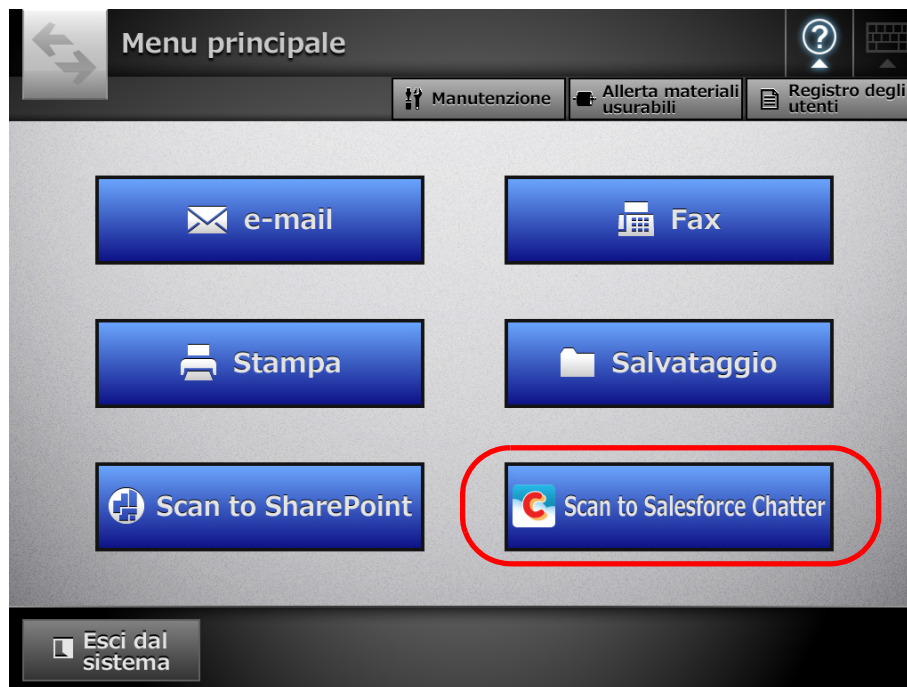 Menu principale
?
Manutenzione
Allerta materiali
usurabili
Registro degli
utenti
e-mail
Fax
Stampa
Salvataggio
Scan to SharePoint
C Scan to Salesforce Chatter
Esci dal
sistema